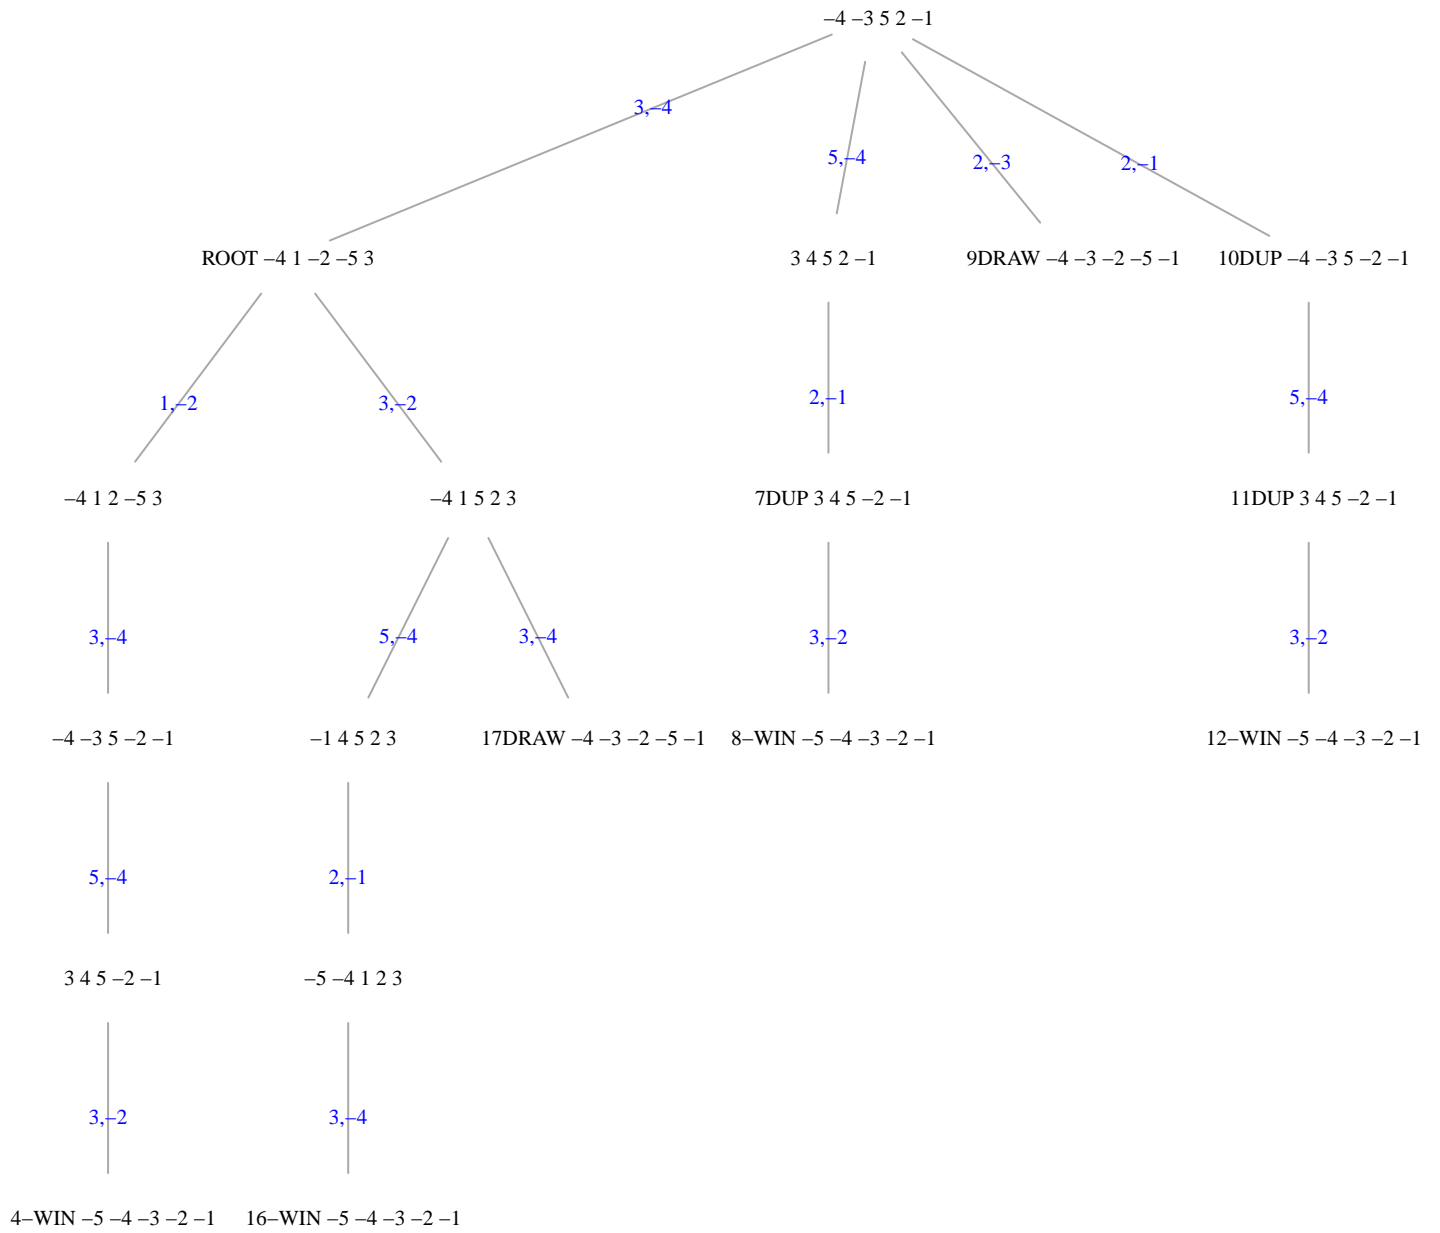 –4 –3 5 2 –1
3,–4
5,–4
2,–3
2,–1
ROOT –4 1 –2 –5 3
3 4 5 2 –1
9DRAW –4 –3 –2 –5 –1
10DUP –4 –3 5 –2 –1
1,–2
3,–2
2,–1
5,–4
–4 1 2 –5 3
–4 1 5 2 3
7DUP 3 4 5 –2 –1
11DUP 3 4 5 –2 –1
3,–4
5,–4
3,–4
3,–2
3,–2
–4 –3 5 –2 –1
–1 4 5 2 3
17DRAW –4 –3 –2 –5 –1
8–WIN –5 –4 –3 –2 –1
12–WIN –5 –4 –3 –2 –1
5,–4
2,–1
3 4 5 –2 –1
–5 –4 1 2 3
3,–2
3,–4
4–WIN –5 –4 –3 –2 –1
16–WIN –5 –4 –3 –2 –1